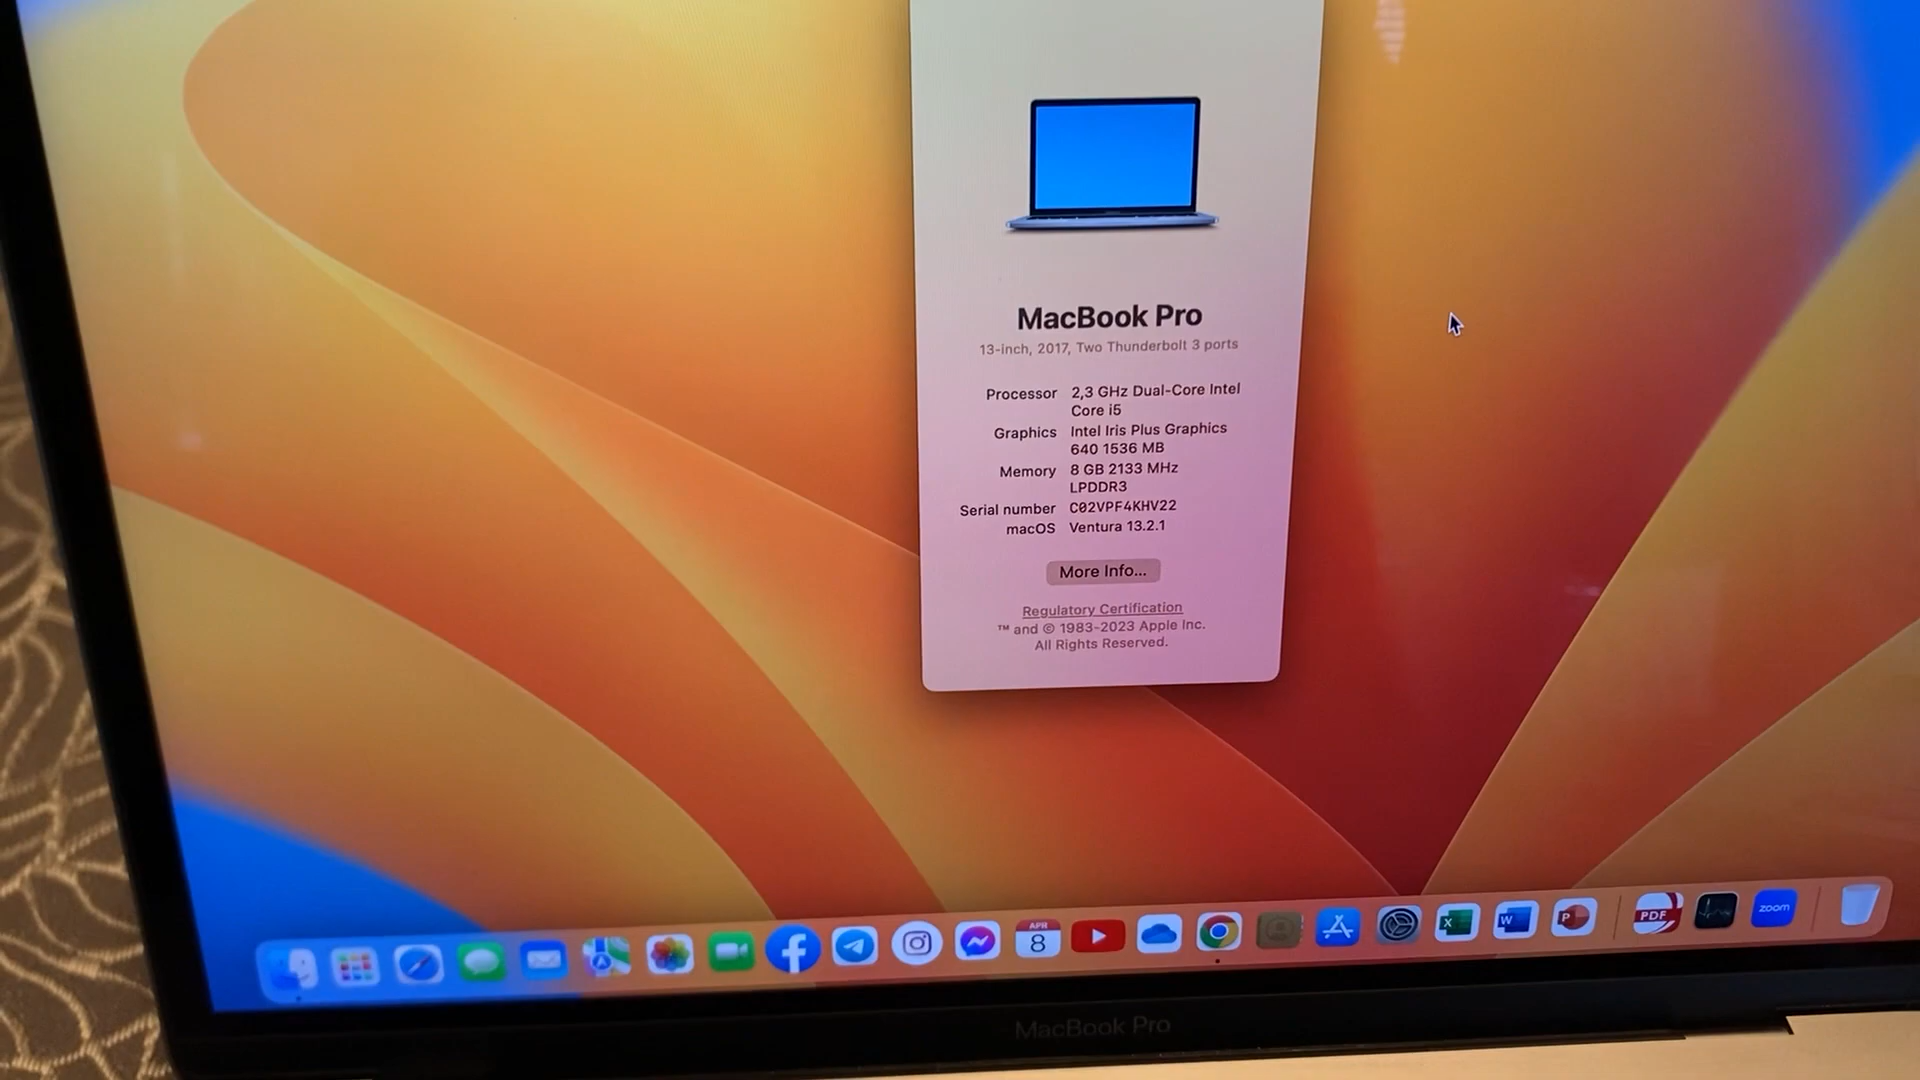 MacBook Pro
13-inch, 2017, Two Thunderbolt 3 ports
Processor 2,3 GHz Dual-Core Intel
Core i5
Graphics Intel Iris Plus Graphics
640 1536 MB
Memory 8 GB 2133 MHz
LPDDR3
Serial number C02VPF4KHV22
macOS Ventura 13.2.1
More Info...
Regulatory Certification
™ and © 1983-2023 Apple Inc.
All Rights Reserved.
APR
8
X
W
P
PDF
zoom
MacBook Pro